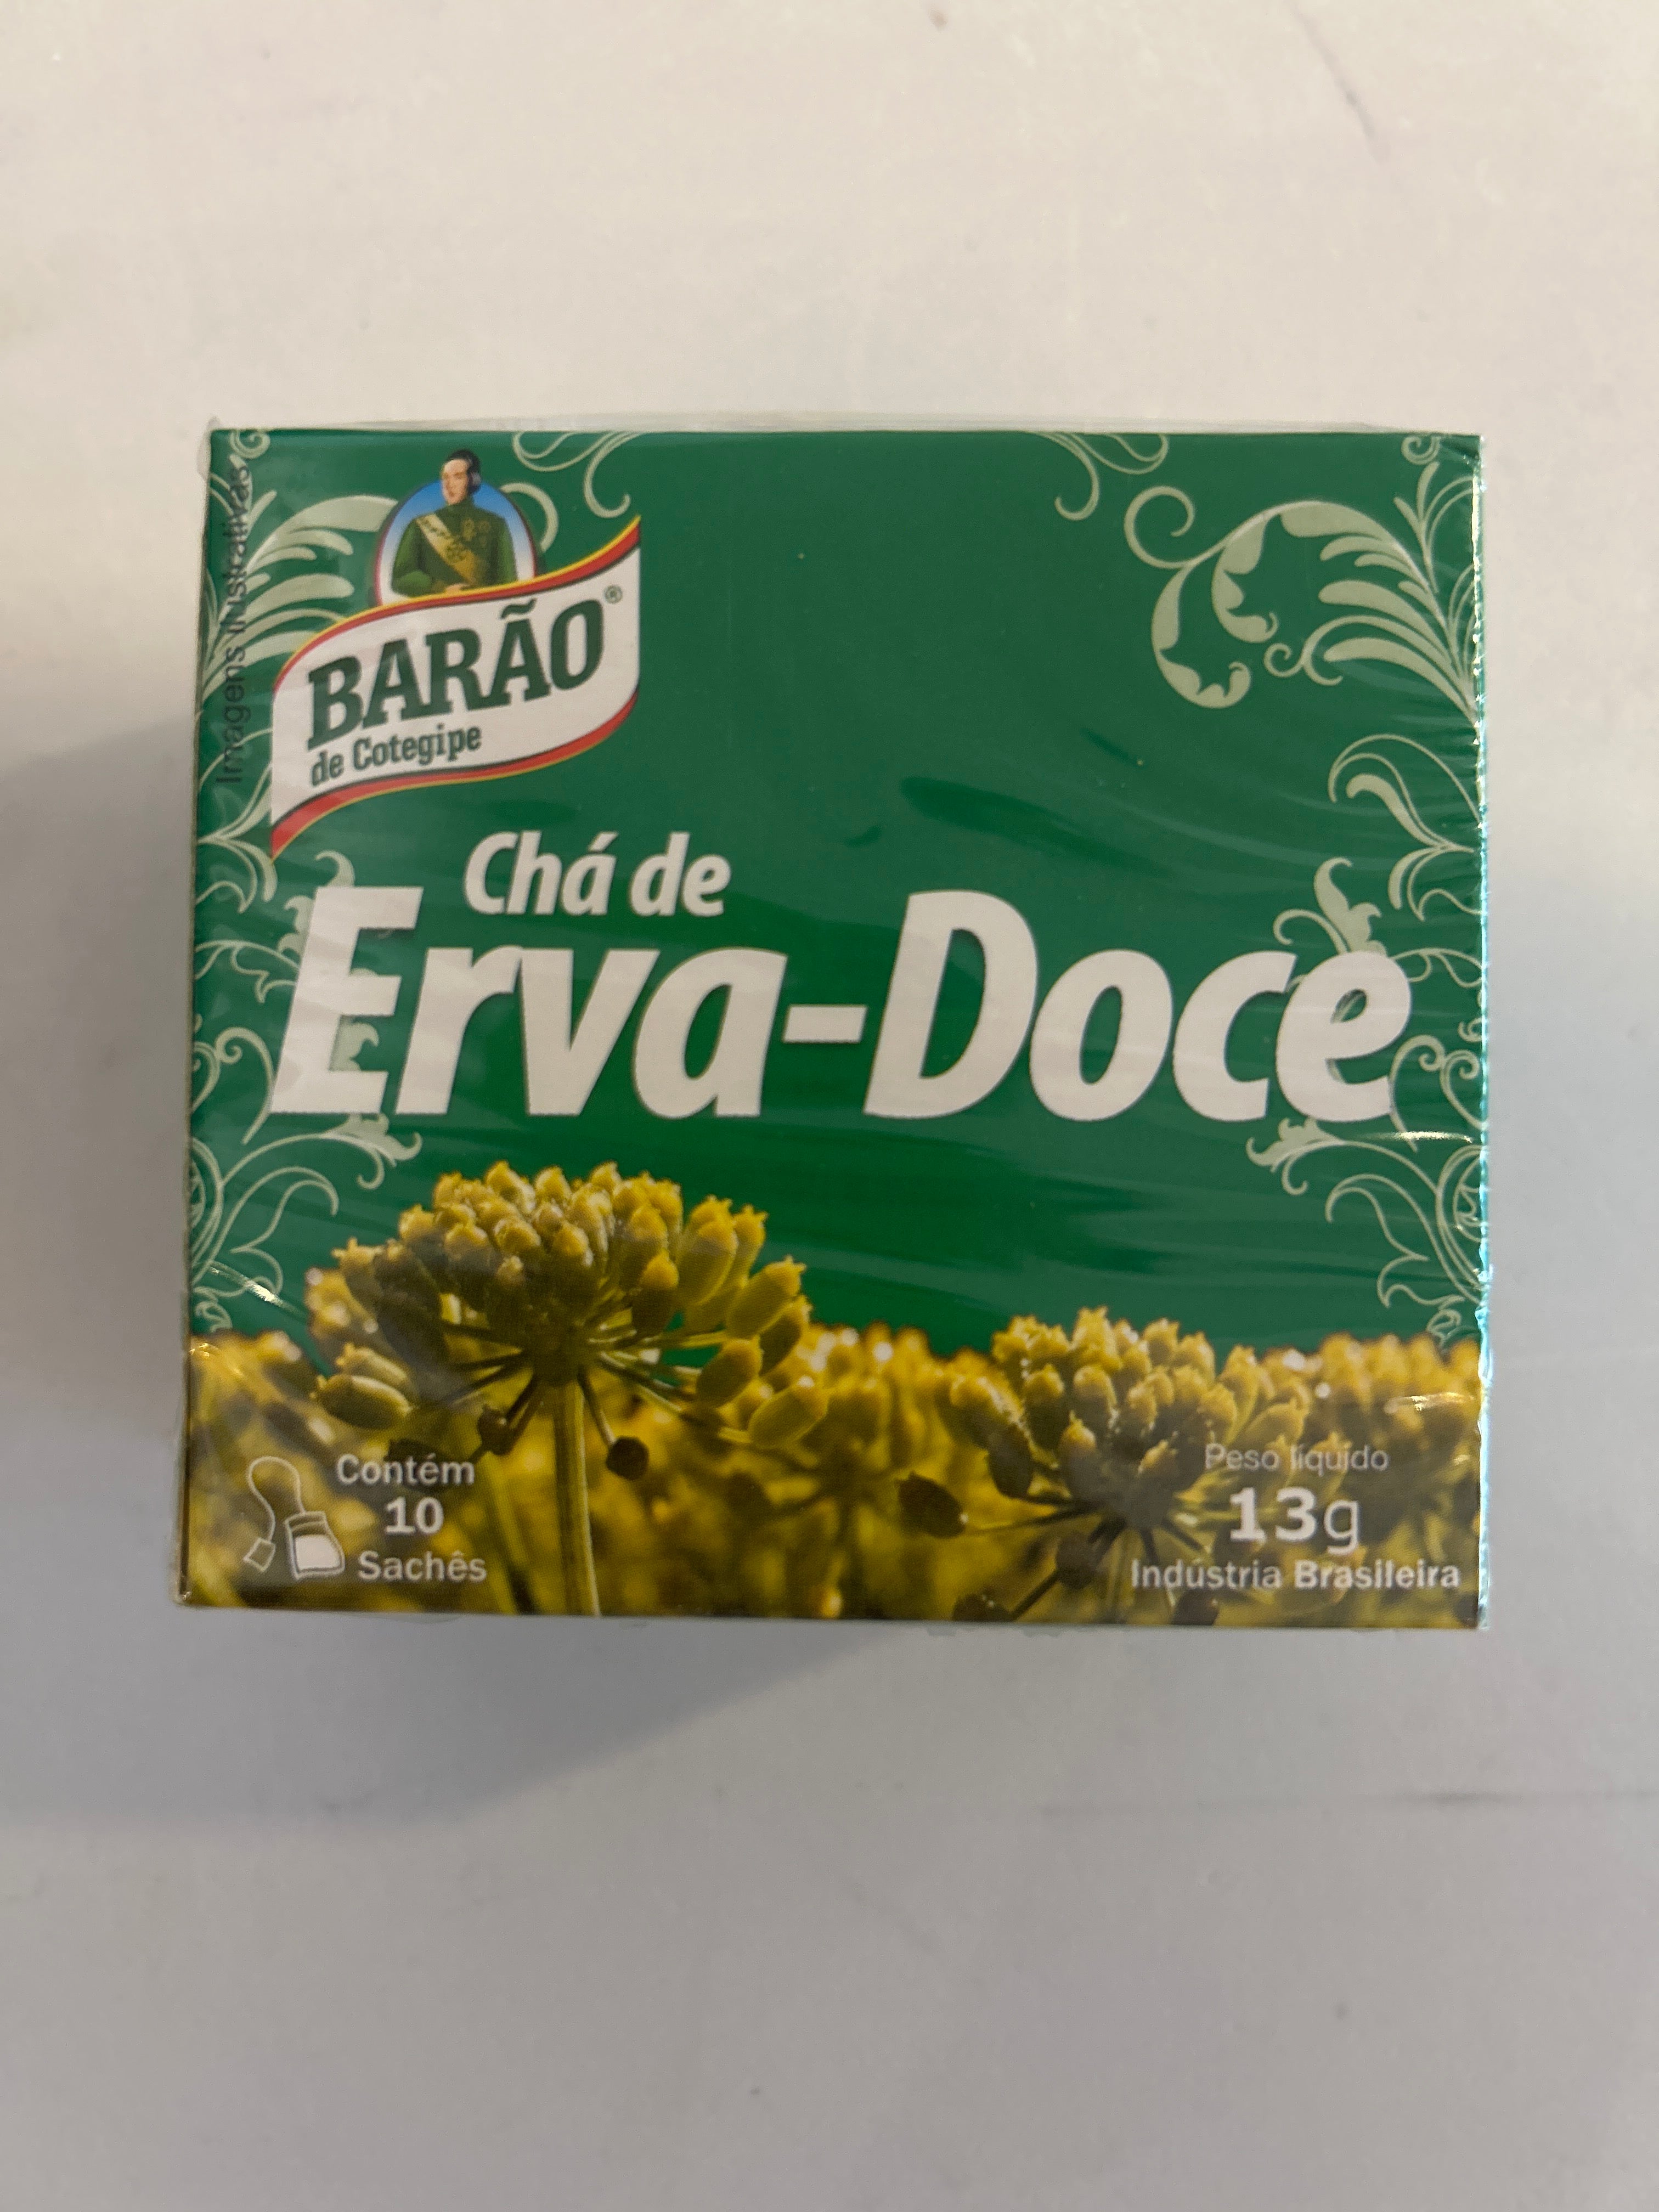 Imagens ilustrativas
BARÃO®
de Cotegipe
Chá de
Erva-Doce
Contém
10
Sachês
Peso líquido
13g
Indústria Brasileira